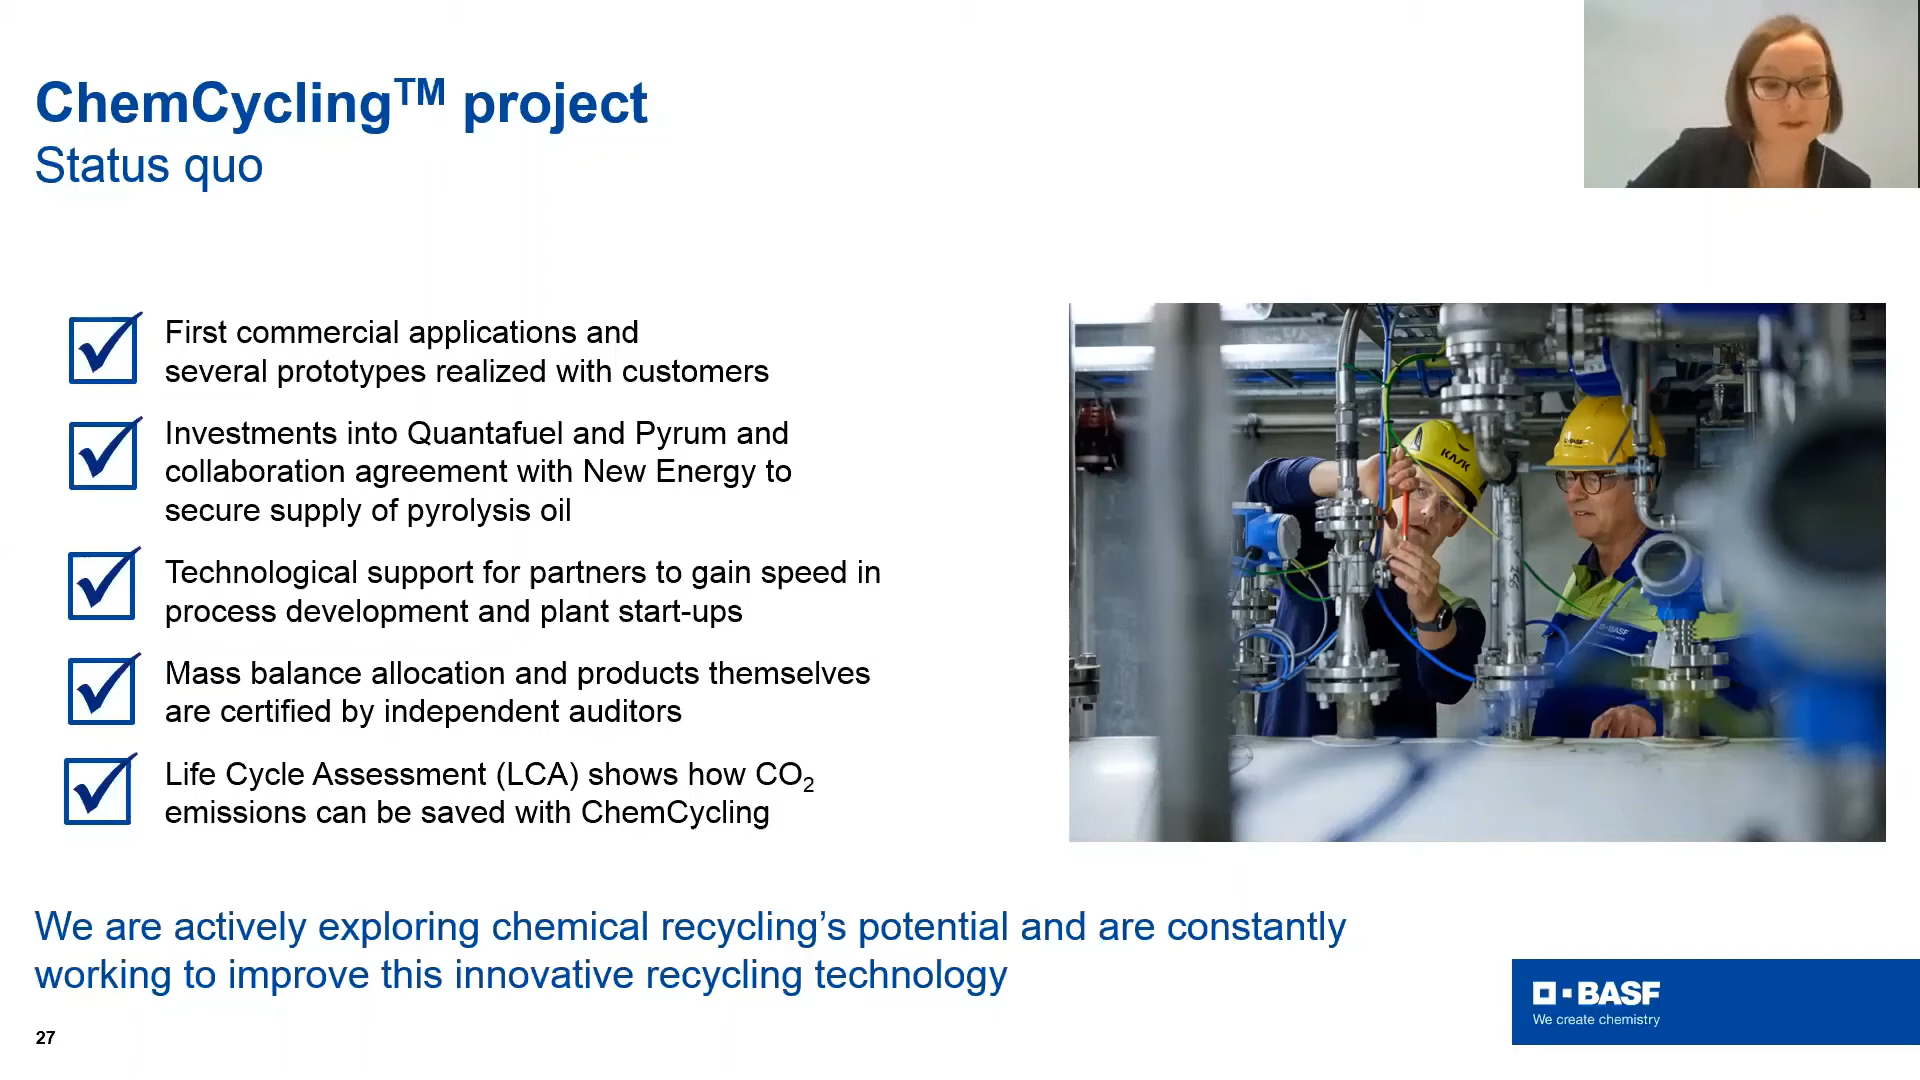 ChemCycling™ project
Status quo
First commercial applications and
several prototypes realized with customers
Investments into Quantafuel and Pyrum and
collaboration agreement with New Energy to
secure supply of pyrolysis oil
Technological support for partners to gain speed in
process development and plant start-ups
Mass balance allocation and products themselves
are certified by independent auditors
Life Cycle Assessment (LCA) shows how CO₂
emissions can be saved with ChemCycling
KASK
BASF
BASF
We are actively exploring chemical recycling’s potential and are constantly
working to improve this innovative recycling technology
BASF
We create chemistry
27